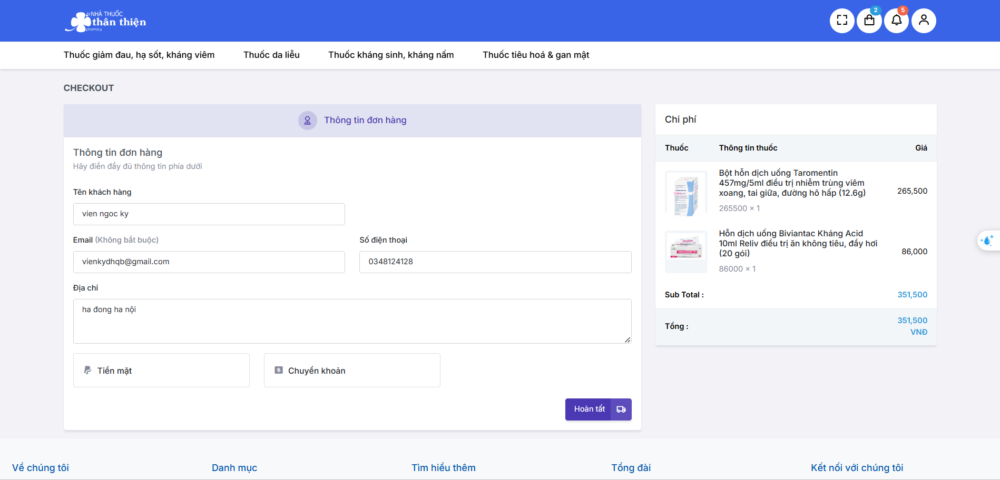 NHÀ THUỐC
thân thiện
pharmacy
2
5
Thuốc giảm đau, hạ sốt, kháng viêm
Thuốc da liễu
Thuốc kháng sinh, kháng nấm
Thuốc tiêu hoá & gan mật
CHECKOUT
Thông tin đơn hàng
Thông tin đơn hàng
Hãy điền đầy đủ thông tin phía dưới
Tên khách hàng
vien ngoc ky
Email (Không bắt buộc)
Số điện thoại
vienkydhqb@gmail.com
0348124128
Địa chỉ
ha đong ha nội
Tiền mặt
Chuyển khoản
Hoàn tất
Chi phí
Thuốc
Thông tin thuốc
Giá
Bột hỗn dịch uống Taromentin
457mg/5ml điều trị nhiễm trùng viêm
xoang, tai giữa, đường hô hấp (12.6g)
265,500
265500 × 1
Hỗn dịch uống Biviantac Kháng Acid
10ml Reliv điều trị ăn không tiêu, đầy hơi
(20 gói)
86,000
86000 × 1
Sub Total :
351,500
Tổng :
351,500
VNĐ
Về chúng tôi
Danh mục
Tìm hiểu thêm
Tổng đài
Kết nối với chúng tôi